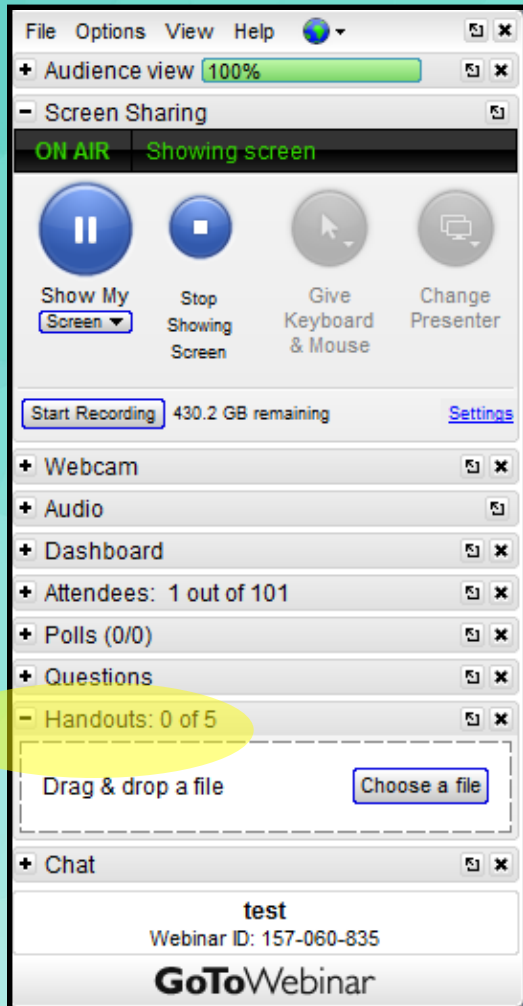 File Options View Help
Audience view 100%
Screen Sharing
ON AIR Showing screen
Show My
Screen
Stop
Showing
Screen
Give
Keyboard
& Mouse
Change
Presenter
Start Recording 430.2 GB remaining Settings
Webcam
Audio
Dashboard
Attendees: 1 out of 101
Polls (0/0)
Questions
Handouts: 0 of 5
Drag & drop a file Choose a file
Chat
test
Webinar ID: 157-060-835
GoToWebinar